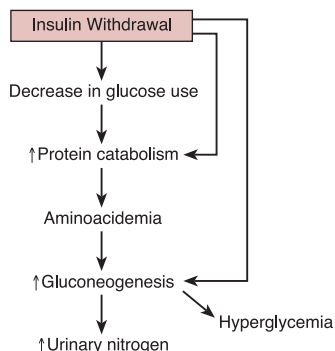 Insulin Withdrawal
Decrease in glucose use
↑Protein catabolism
Aminoacidemia
↑Gluconeogenesis
Hyperglycemia
↑Urinary nitrogen